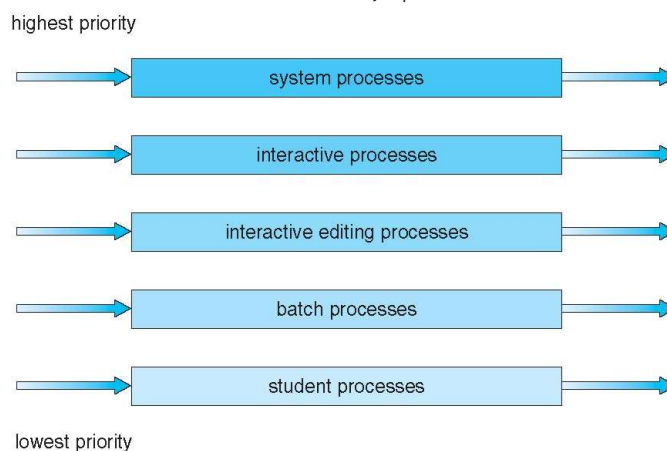 highest priority
system processes
interactive processes
interactive editing processes
batch processes
student processes
lowest priority